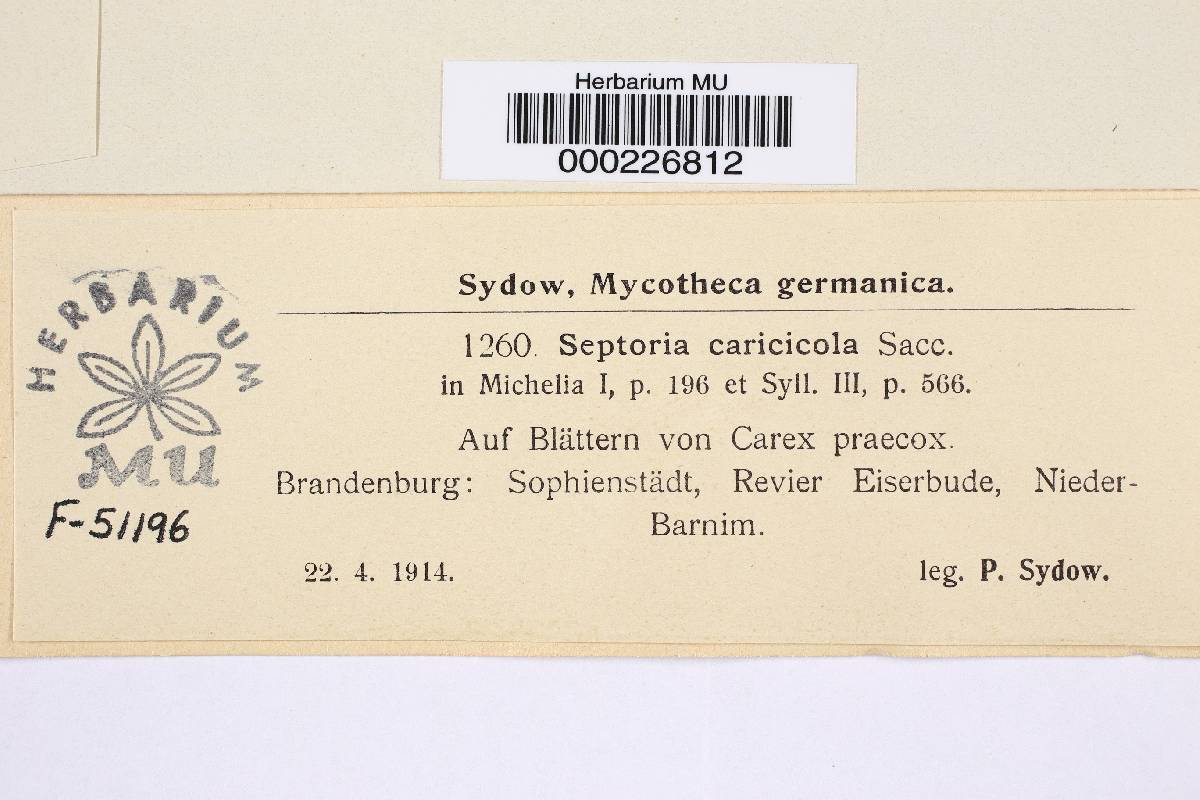 Herbarium MU
000226812
HERBARIUM
MU
F-51196
Sydow, Mycotheca germanica.
1260. Septoria caricicola Sacc.
in Michelia I, p. 196 et Syll. III, p. 566.
Auf Blättern von Carex praecox.
Brandenburg: Sophienstädt, Revier Eiserbude, Nieder-
Barnim.
22. 4. 1914. leg. P. Sydow.